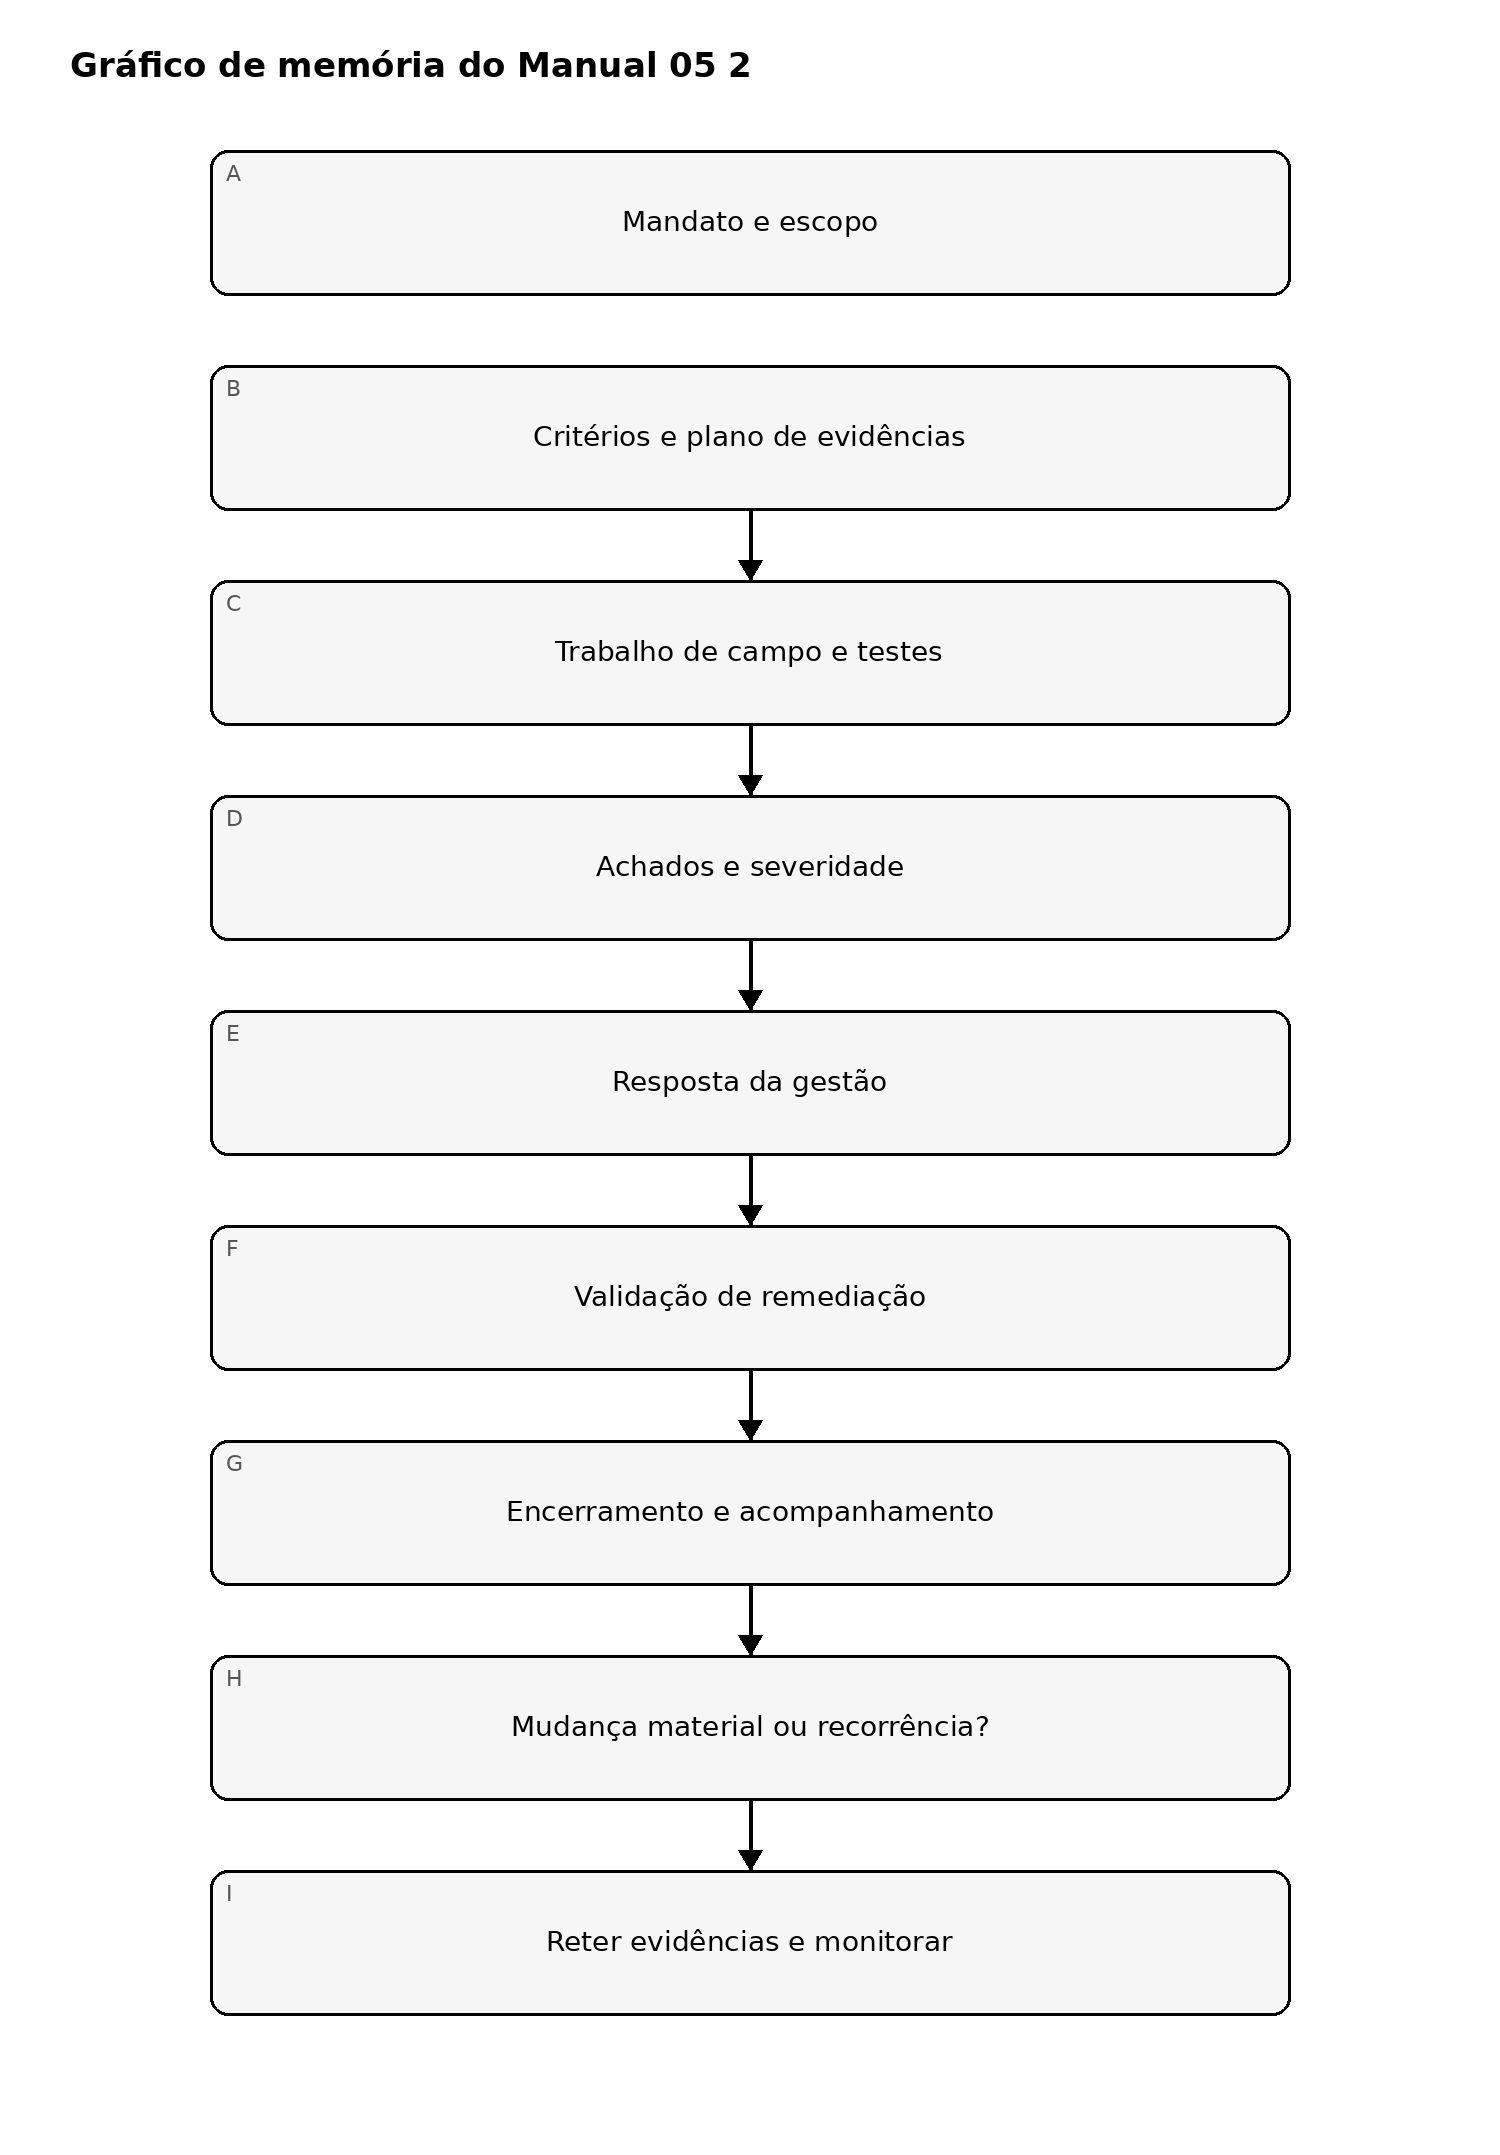 Gráfico de memória do Manual 05 2
A
Mandato e escopo
B
Critérios e plano de evidências
C
Trabalho de campo e testes
D
Achados e severidade
E
Resposta da gestão
F
Validação de remediação
G
Encerramento e acompanhamento
H
Mudança material ou recorrência?
I
Reter evidências e monitorar